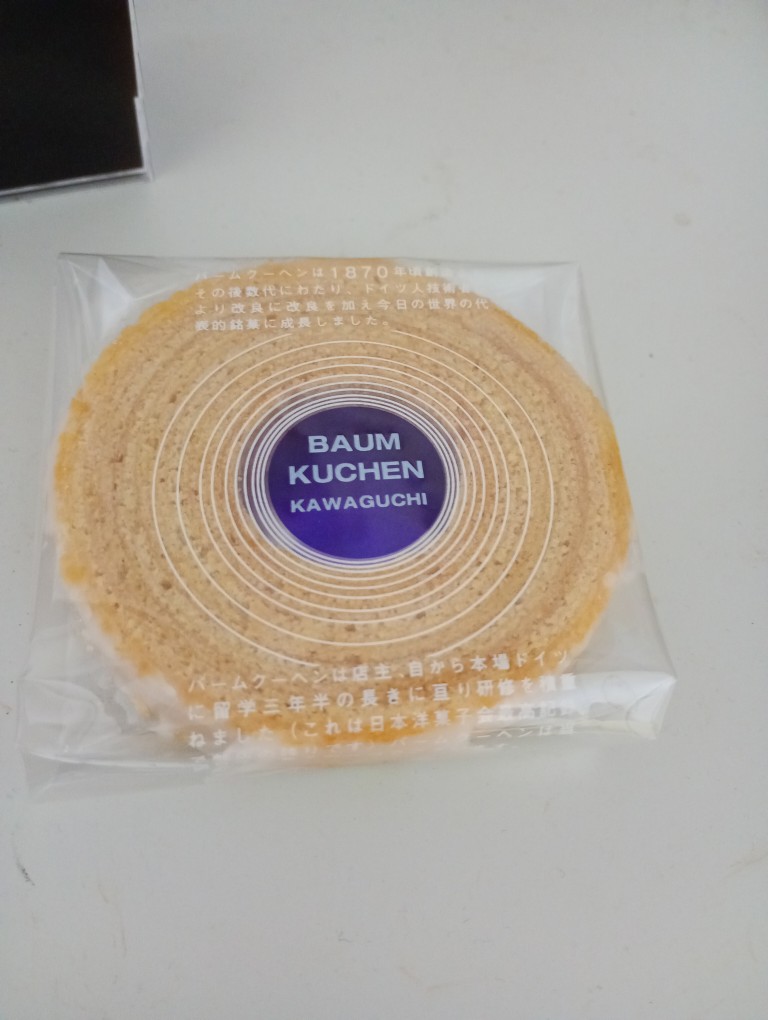 バームクーヘンは1870年頃
その後数代にわたり、ドイツ人技術
より改良に改良を加え今日の世界の代
表的銘菓に成長しました。
BAUM
KUCHEN
KAWAGUCHI
バームクーヘンは店主、自から本場ドイツ
に留学三年半の長きに亘り研修を積重
ねました（これは日本洋菓子会